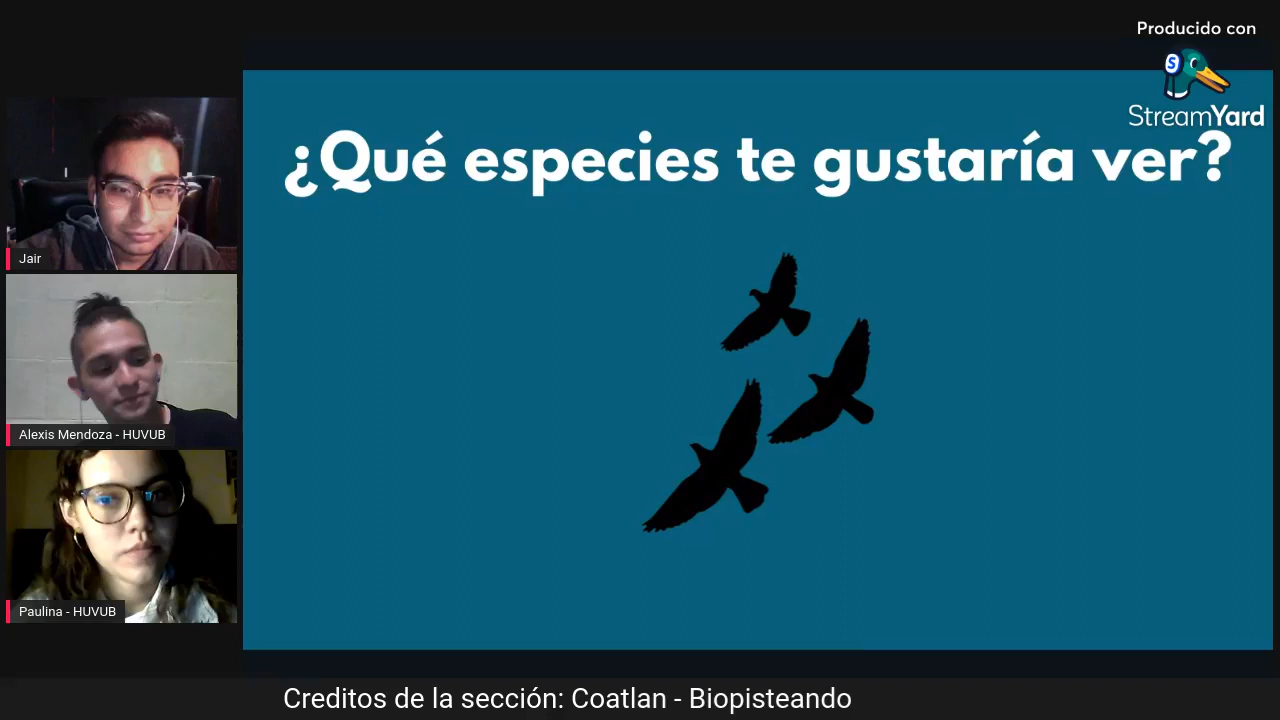 Producido con
S
StreamYard
¿Qué especies te gustaría ver?
Jair
Alexis Mendoza - HUVUB
Paulina - HUVUB
Creditos de la sección: Coatlan - Biopisteando